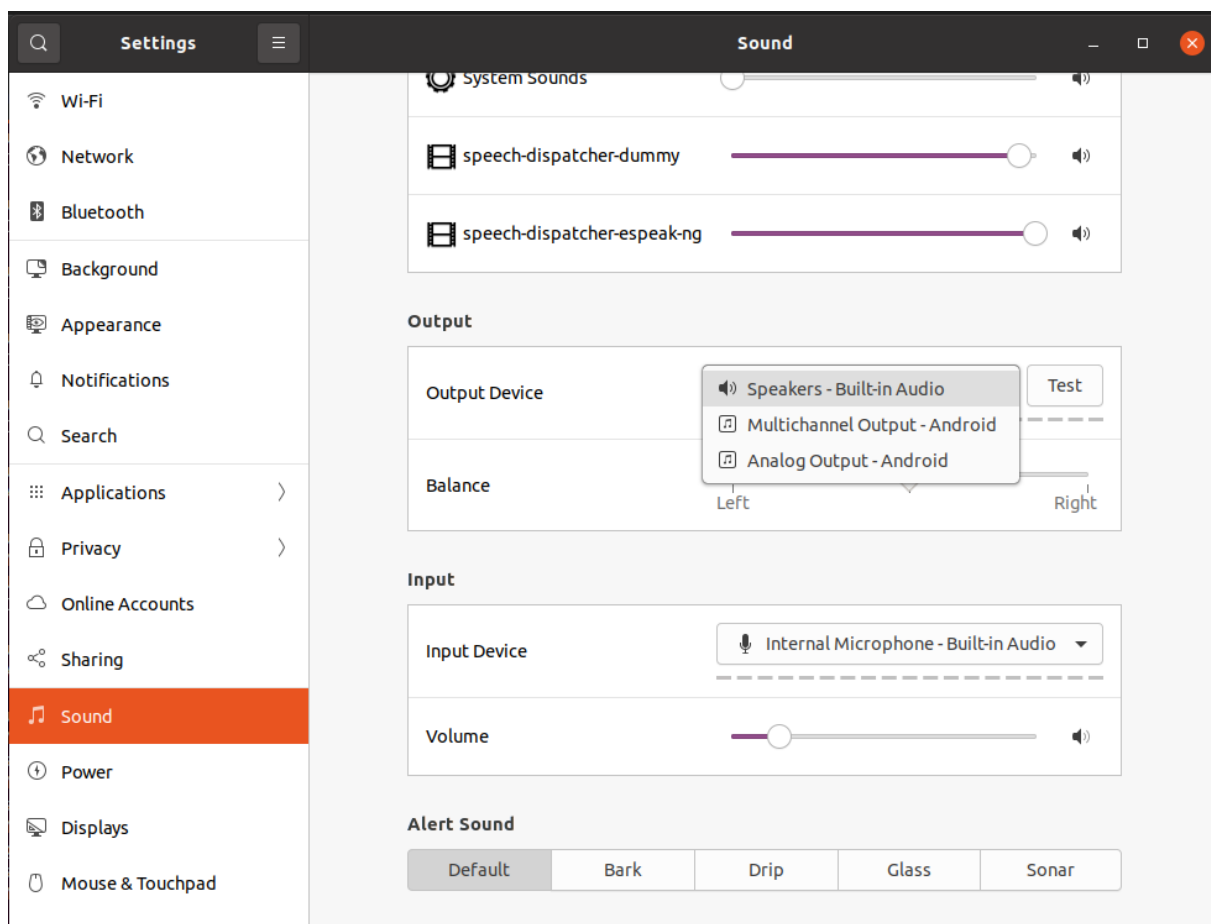 Settings
Sound
Wi-Fi
Network
Bluetooth
Background
Appearance
Notifications
Search
Applications
Privacy
Online Accounts
Sharing
Sound
Power
Displays
Mouse & Touchpad
System Sounds
speech-dispatcher-dummy
speech-dispatcher-espeak-ng
Output
Output Device
Speakers - Built-in Audio
Multichannel Output - Android
Analog Output - Android
Test
Balance
Left
Right
Input
Input Device
Internal Microphone - Built-in Audio
Volume
Alert Sound
Default
Bark
Drip
Glass
Sonar